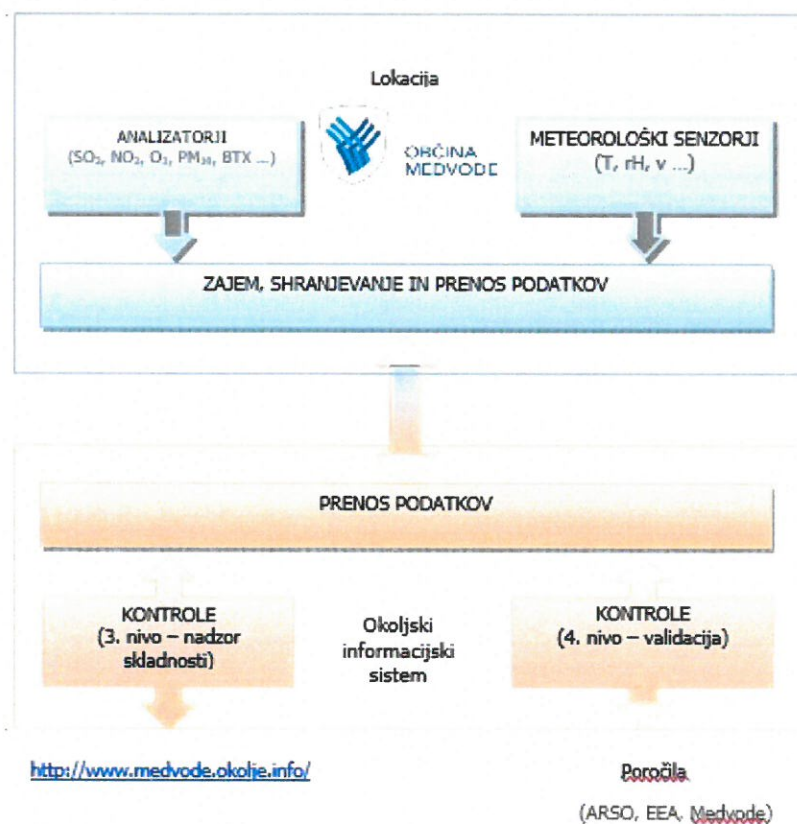 Lokacija
ANALIZATORJI
(SO₂, NO₂, O₃, PM₁₀, BTX ...)
OBČINA
MEDVODE
METEOROLOŠKI SENZORJI
(T, rH, v ...)
ZAJEM, SHRANJEVANJE IN PRENOS PODATKOV
PRENOS PODATKOV
KONTROLE
(3. nivo – nadzor
skladnosti)
Okoljski
informacijski
sistem
KONTROLE
(4. nivo – validacija)
http://www.medvode.okolje.info/
Poročila
(ARSO, EEA, Medvode)